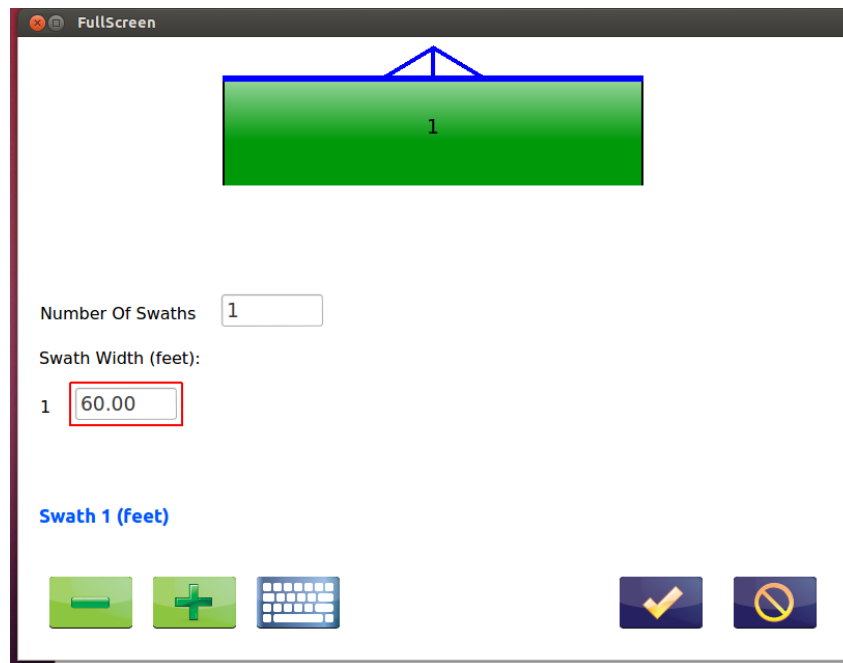 FullScreen
1
Number Of Swaths 1
Swath Width (feet):
1 60.00
Swath 1 (feet)